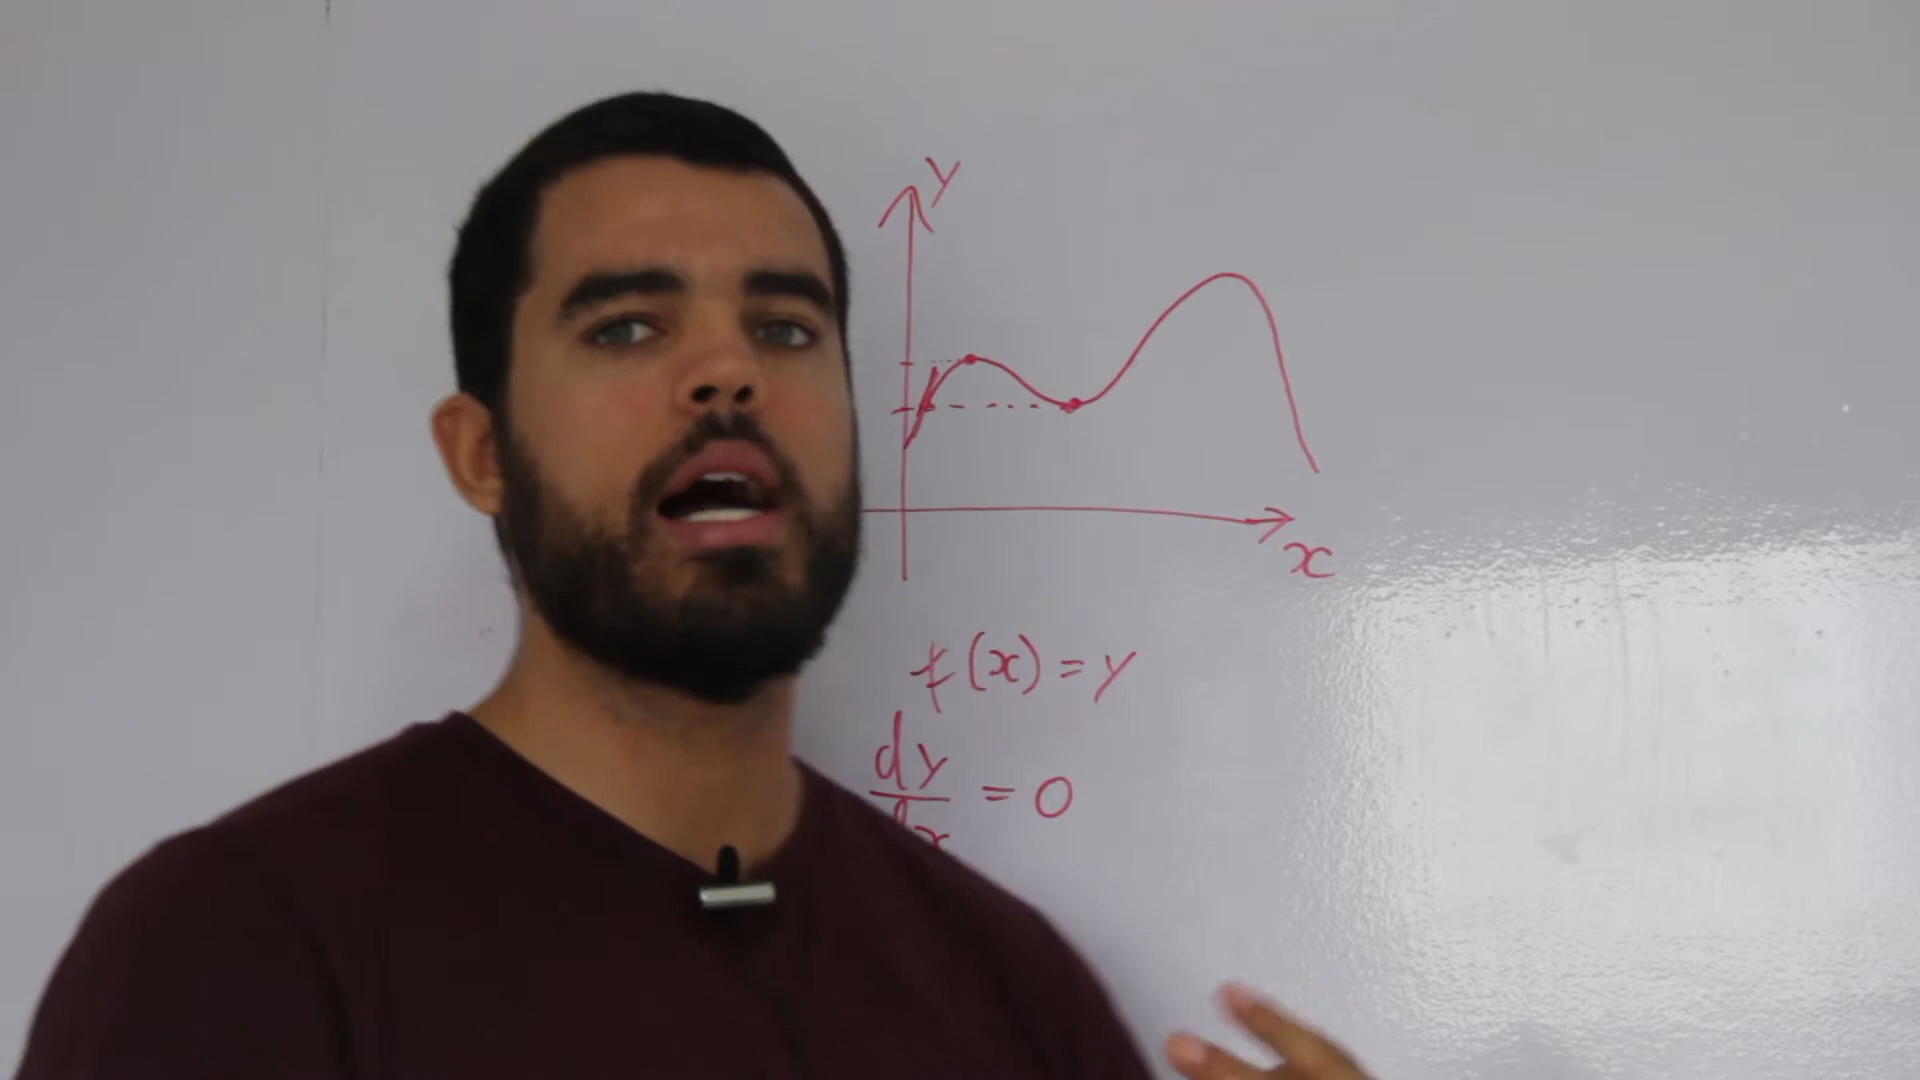 y
x
f(x) = y
dy
dx
= 0